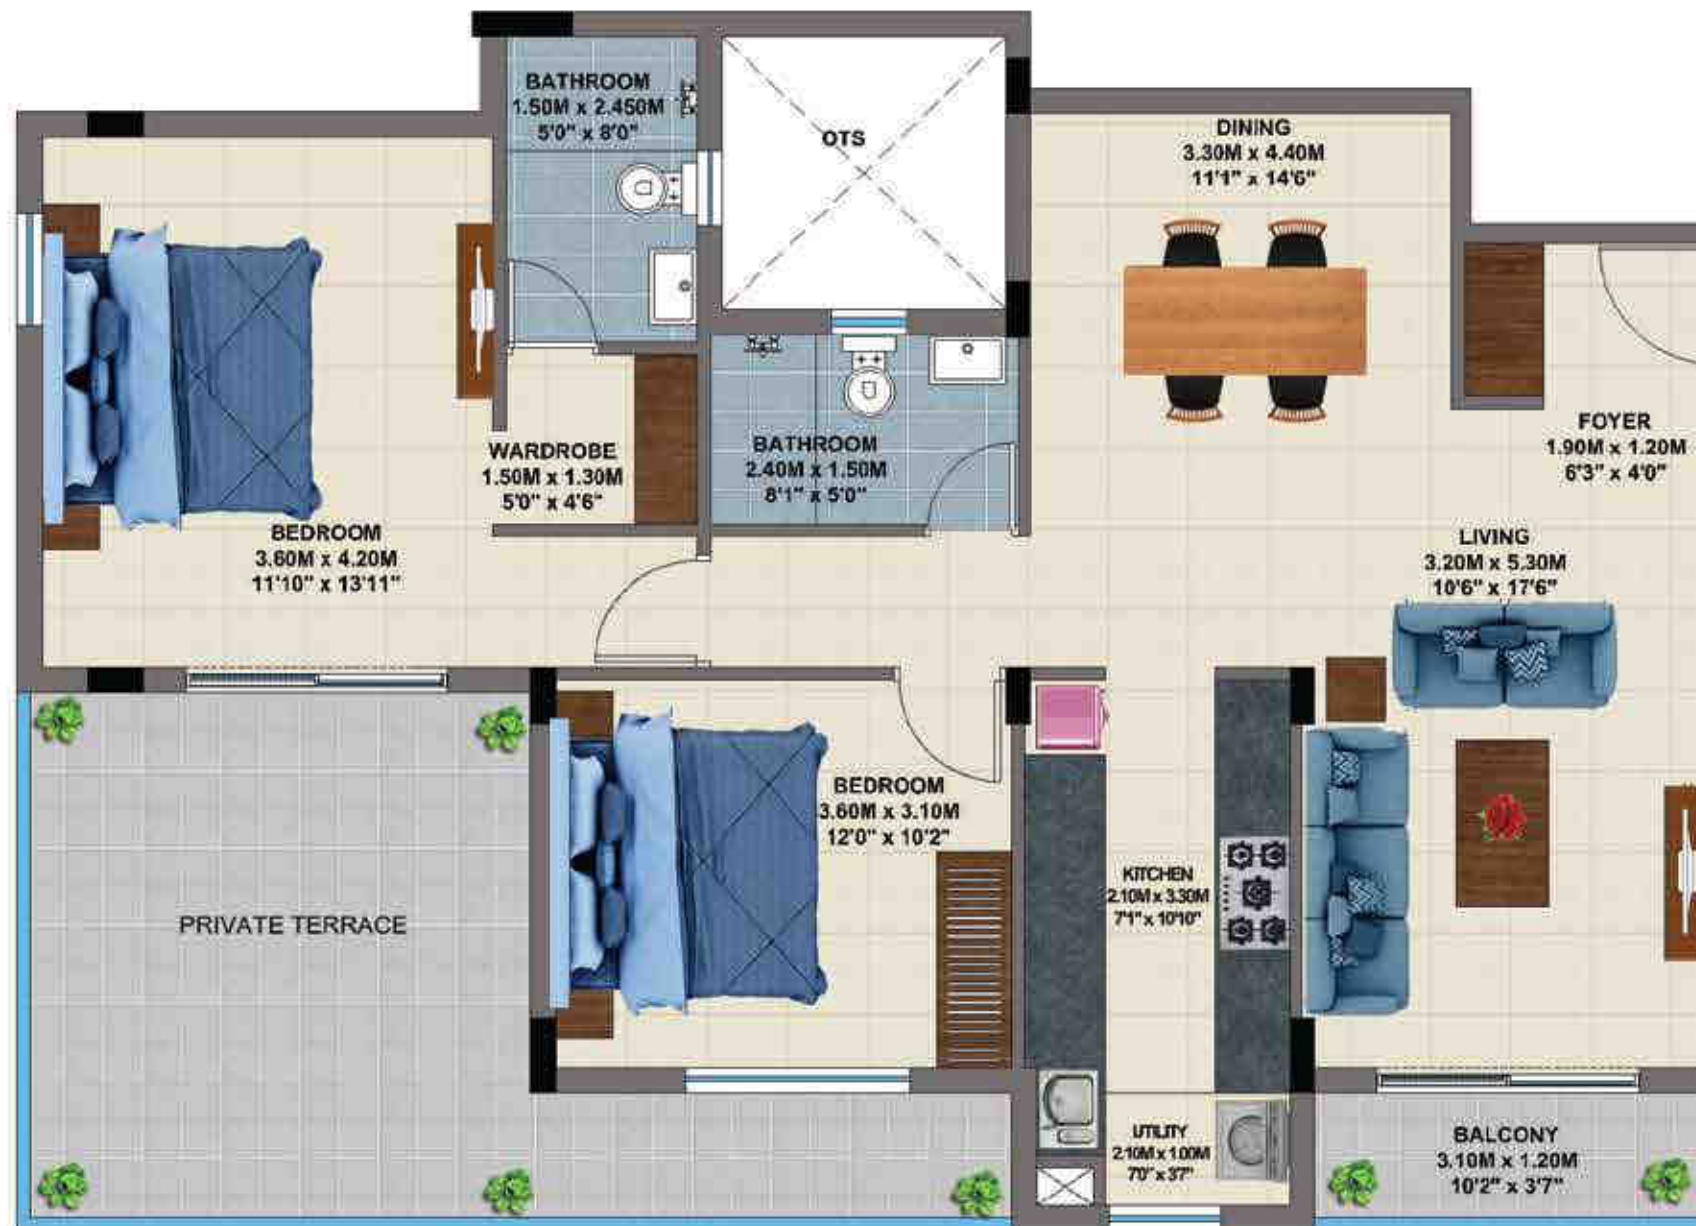 BATHROOM
1.50M x 2.450M
5'0" x 8'0"
OTS
DINING
3.30M x 4.40M
11'1" x 14'6"
FOYER
1.90M x 1.20M
6'3" x 4'0"
WARDROBE
1.50M x 1.30M
5'0" x 4'6"
BATHROOM
2.40M x 1.50M
8'1" x 5'0"
BEDROOM
3.60M x 4.20M
11'10" x 13'11"
LIVING
3.20M x 5.30M
10'6" x 17'6"
BEDROOM
3.60M x 3.10M
12'0" x 10'2"
KITCHEN
2.10M x 3.30M
7'1" x 10'10"
PRIVATE TERRACE
UTILITY
2.10M x 1.00M
7'0" x 3'7"
BALCONY
3.10M x 1.20M
10'2" x 3'7"